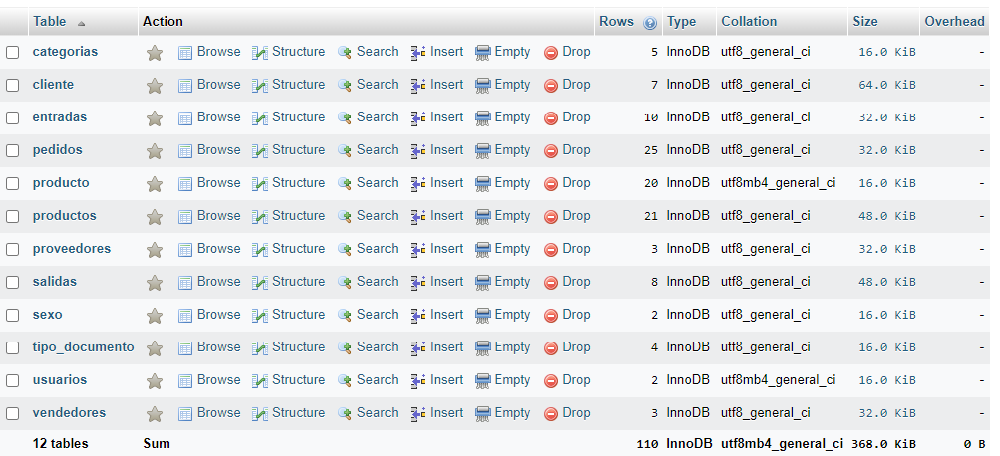 Table Action Rows Type Collation Size Overhead
categorias Browse Structure Search Insert Empty Drop 5 InnoDB utf8_general_ci 16.0 KiB -
cliente Browse Structure Search Insert Empty Drop 7 InnoDB utf8_general_ci 64.0 KiB -
entradas Browse Structure Search Insert Empty Drop 10 InnoDB utf8_general_ci 32.0 KiB -
pedidos Browse Structure Search Insert Empty Drop 25 InnoDB utf8_general_ci 32.0 KiB -
producto Browse Structure Search Insert Empty Drop 20 InnoDB utf8mb4_general_ci 16.0 KiB -
productos Browse Structure Search Insert Empty Drop 21 InnoDB utf8_general_ci 48.0 KiB -
proveedores Browse Structure Search Insert Empty Drop 3 InnoDB utf8_general_ci 32.0 KiB -
salidas Browse Structure Search Insert Empty Drop 8 InnoDB utf8_general_ci 48.0 KiB -
sexo Browse Structure Search Insert Empty Drop 2 InnoDB utf8_general_ci 16.0 KiB -
tipo_documento Browse Structure Search Insert Empty Drop 4 InnoDB utf8_general_ci 16.0 KiB -
usuarios Browse Structure Search Insert Empty Drop 2 InnoDB utf8mb4_general_ci 16.0 KiB -
vendedores Browse Structure Search Insert Empty Drop 3 InnoDB utf8_general_ci 32.0 KiB -
12 tables Sum 110 InnoDB utf8mb4_general_ci 368.0 KiB 0 B